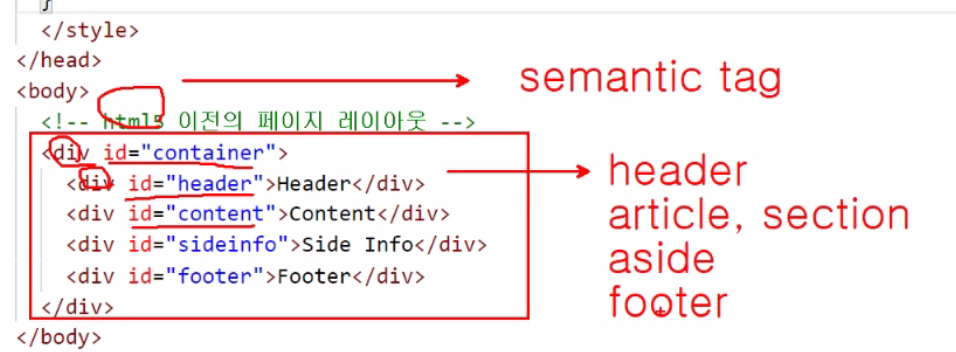 }
</style>
</head>
<body>
semantic tag
<!-- html5 이전의 페이지 레이아웃 -->
<div id="container">
<div id="header">Header</div>
<div id="content">Content</div>
<div id="sideinfo">Side Info</div>
<div id="footer">Footer</div>
</div>
</body>
header
article, section
aside
footer